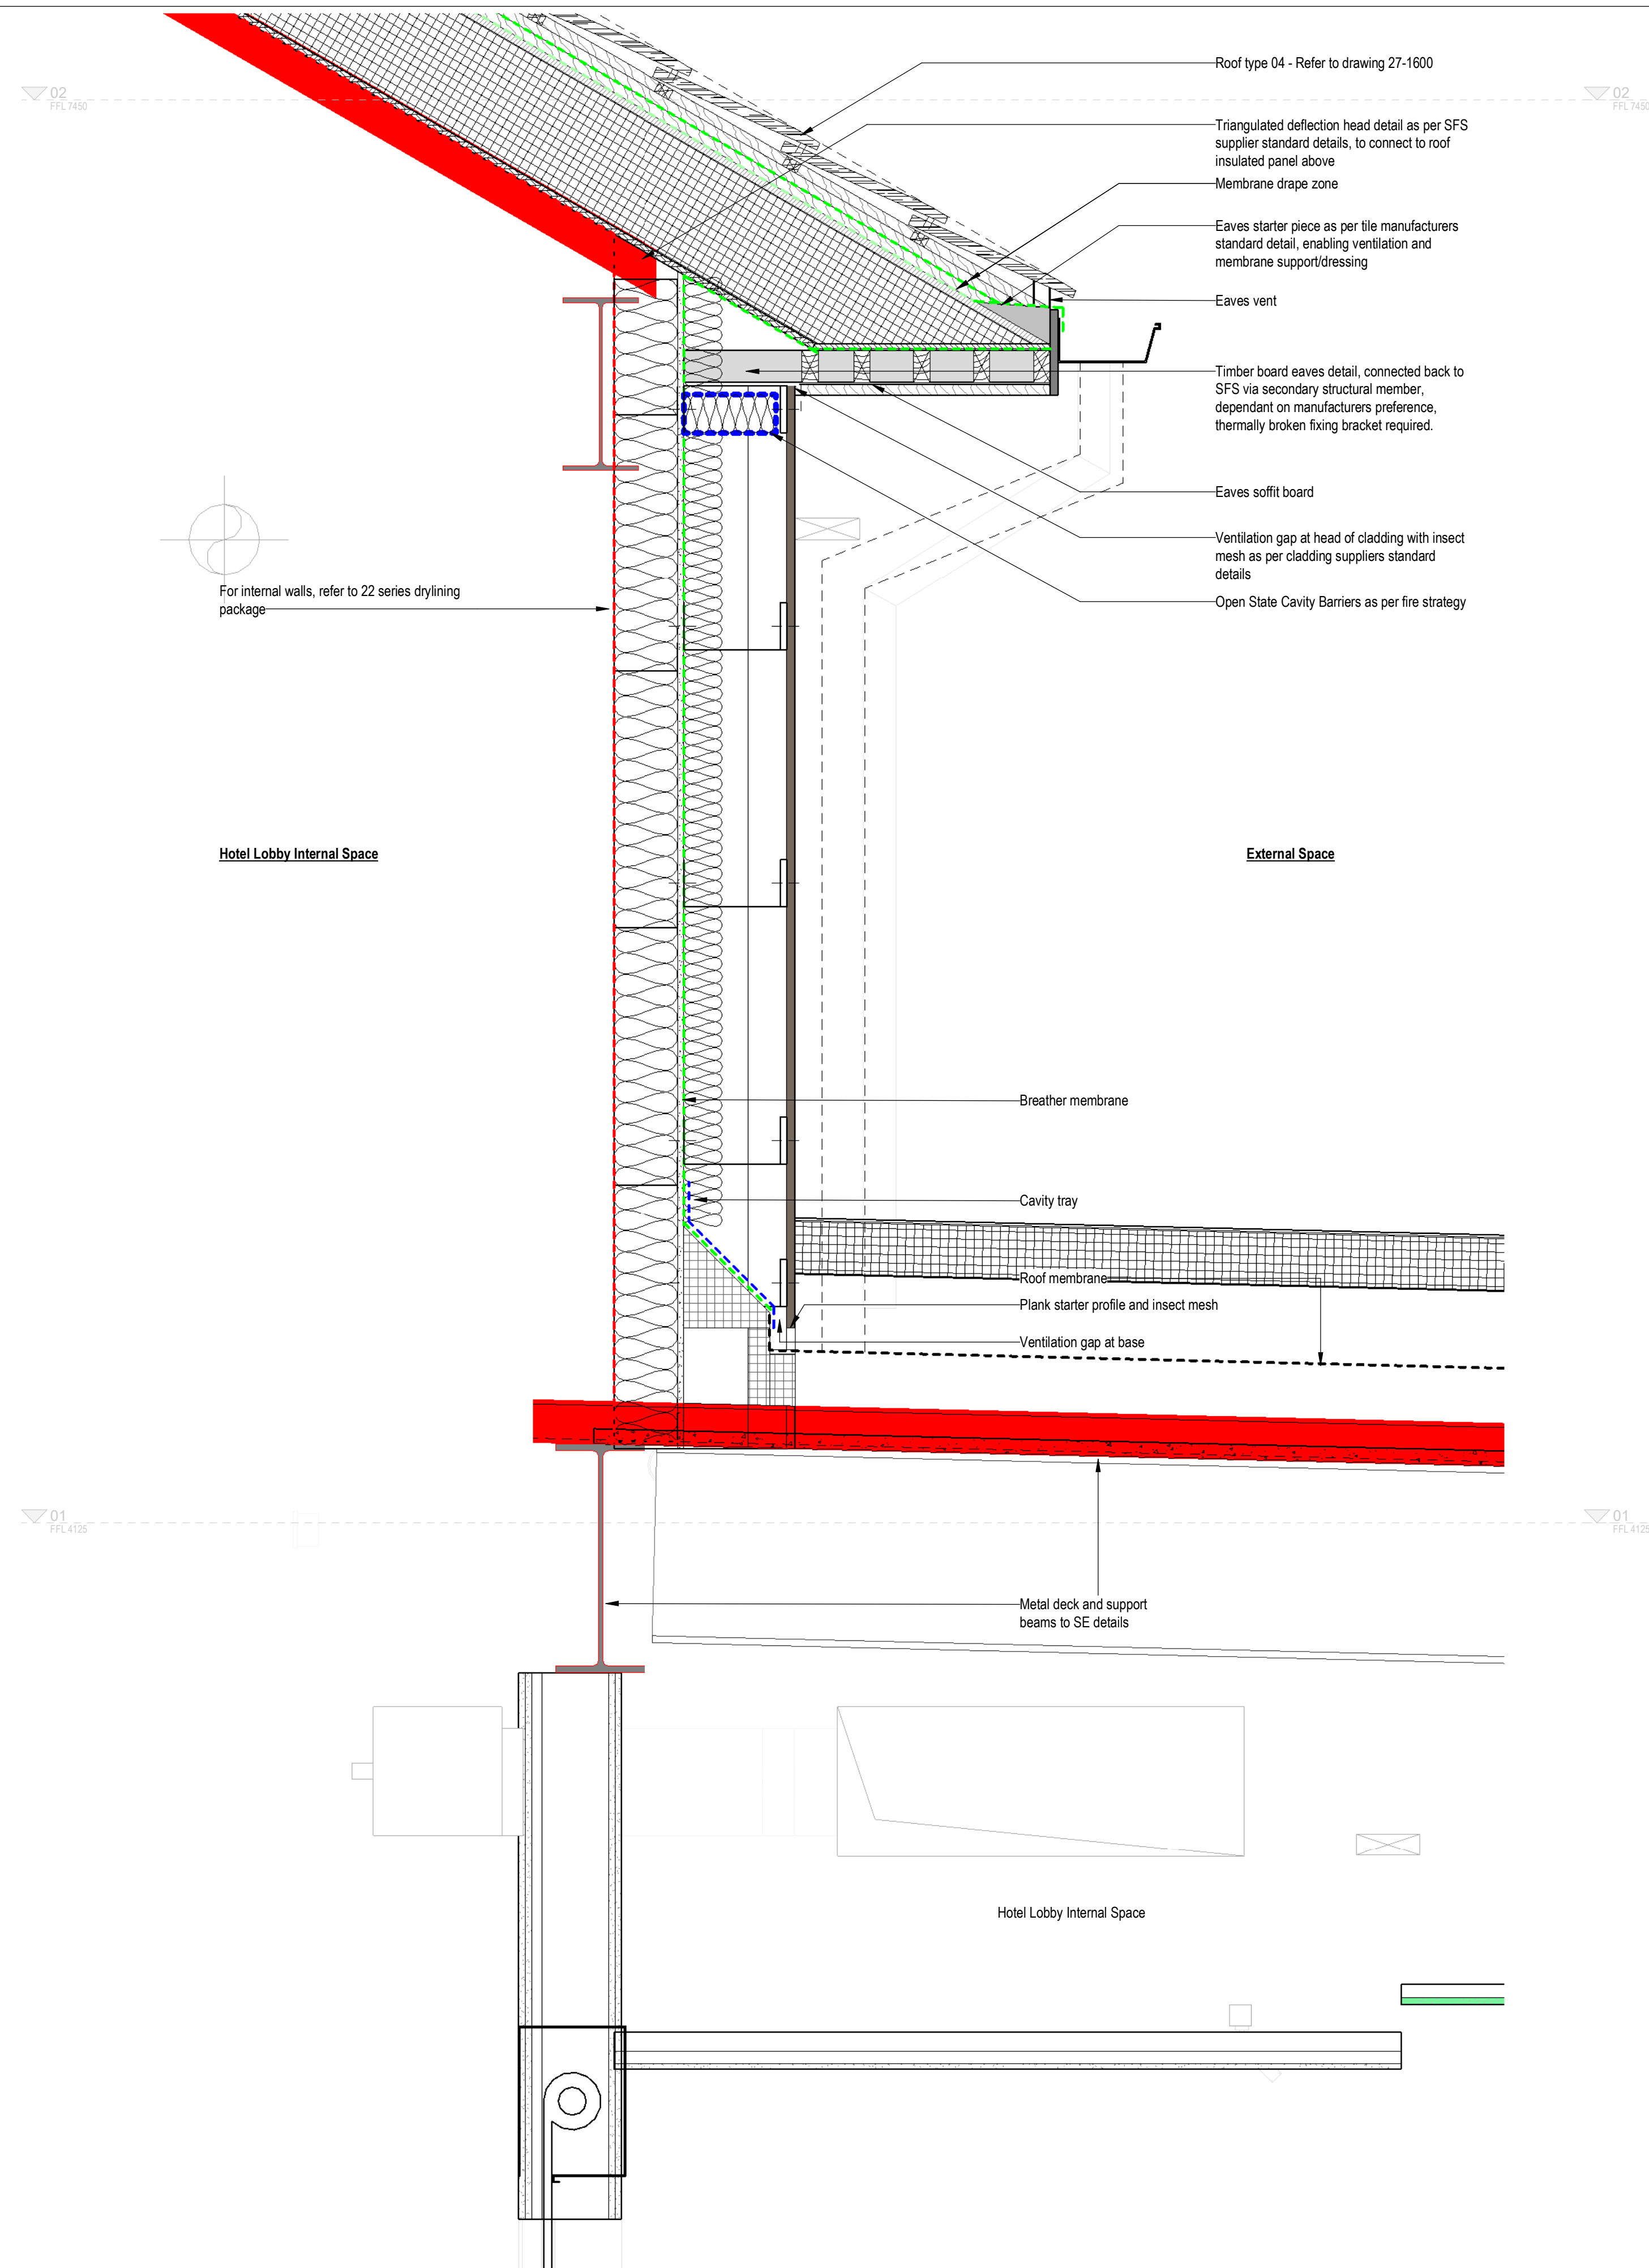 Roof type 04 - Refer to drawing 27-1600
02
FFL 7450
02
FFL 7450
Triangulated deflection head detail as per SFS
supplier standard details, to connect to roof
insulated panel above
Membrane drape zone
Eaves starter piece as per tile manufacturers
standard detail, enabling ventilation and
membrane support/dressing
Eaves vent
Timber board eaves detail, connected back to
SFS via secondary structural member,
dependant on manufacturers preference,
thermally broken fixing bracket required.
Eaves soffit board
Ventilation gap at head of cladding with insect
mesh as per cladding suppliers standard
details
Open State Cavity Barriers as per fire strategy
For internal walls, refer to 22 series drylining
package
Hotel Lobby Internal Space
External Space
Breather membrane
Cavity tray
Roof membrane
Plank starter profile and insect mesh
Ventilation gap at base
01
FFL 4125
01
FFL 4125
Metal deck and support
beams to SE details
Hotel Lobby Internal Space